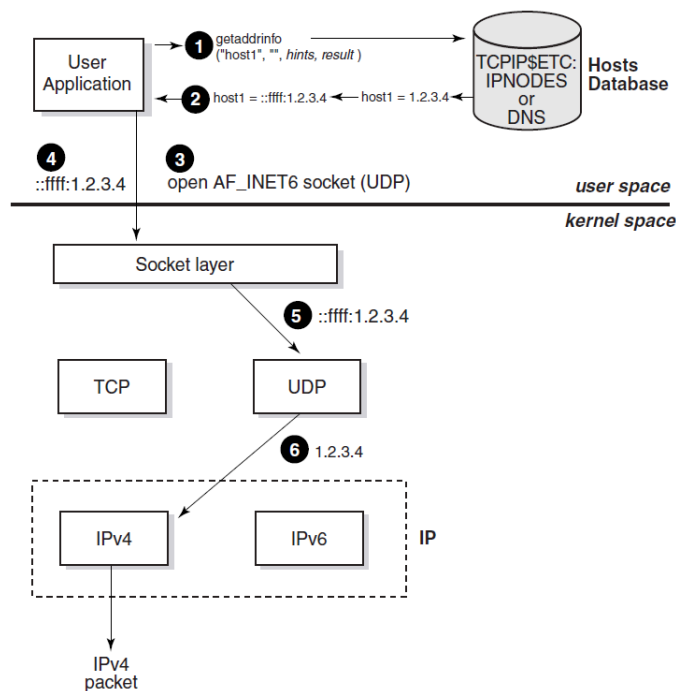 1 getaddrinfo
("host1", "", hints, result )
User
Application
TCPIP$ETC:
IPNODES
or
DNS
Hosts
Database
2 host1 = ::ffff:1.2.3.4 host1 = 1.2.3.4
4
::ffff:1.2.3.4
3
open AF_INET6 socket (UDP)
user space
kernel space
Socket layer
5 ::ffff:1.2.3.4
TCP
UDP
6 1.2.3.4
IPv4
IPv6
IP
IPv4
packet